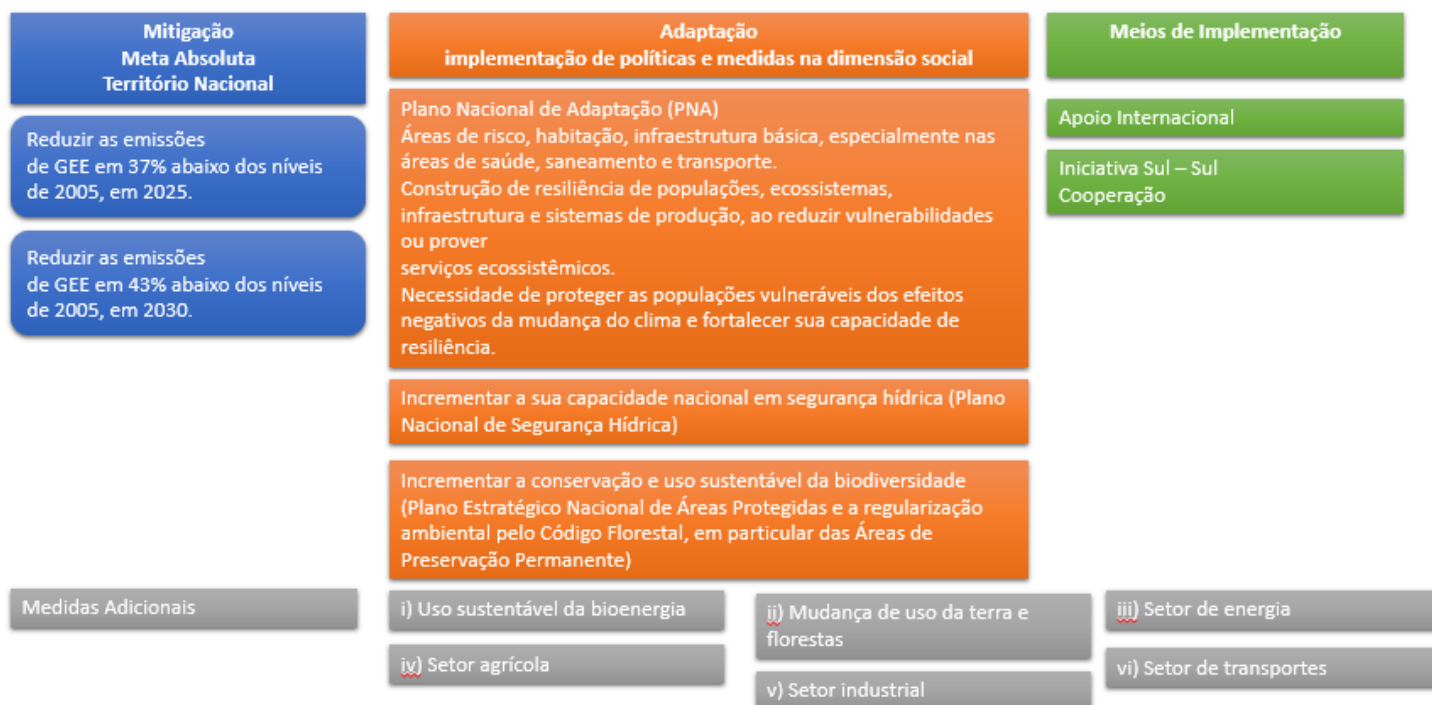 Mitigação
Meta Absoluta
Território Nacional
Reduzir as emissões
de GEE em 37% abaixo dos níveis
de 2005, em 2025.
Reduzir as emissões
de GEE em 43% abaixo dos níveis
de 2005, em 2030.
Adaptação
implementação de políticas e medidas na dimensão social
Plano Nacional de Adaptação (PNA)
Áreas de risco, habitação, infraestrutura básica, especialmente nas
áreas de saúde, saneamento e transporte.
Construção de resiliência de populações, ecossistemas,
infraestrutura e sistemas de produção, ao reduzir vulnerabilidades
ou prover
serviços ecossistêmicos.
Necessidade de proteger as populações vulneráveis dos efeitos
negativos da mudança do clima e fortalecer sua capacidade de
resiliência.
Incrementar a sua capacidade nacional em segurança hídrica (Plano
Nacional de Segurança Hídrica)
Incrementar a conservação e uso sustentável da biodiversidade
(Plano Estratégico Nacional de Áreas Protegidas e a regularização
ambiental pelo Código Florestal, em particular das Áreas de
Preservação Permanente)
Meios de Implementação
Apoio Internacional
Iniciativa Sul – Sul
Cooperação
Medidas Adicionais
i) Uso sustentável da bioenergia
ii) Mudança de uso da terra e
florestas
iii) Setor de energia
iv) Setor agrícola
v) Setor industrial
vi) Setor de transportes